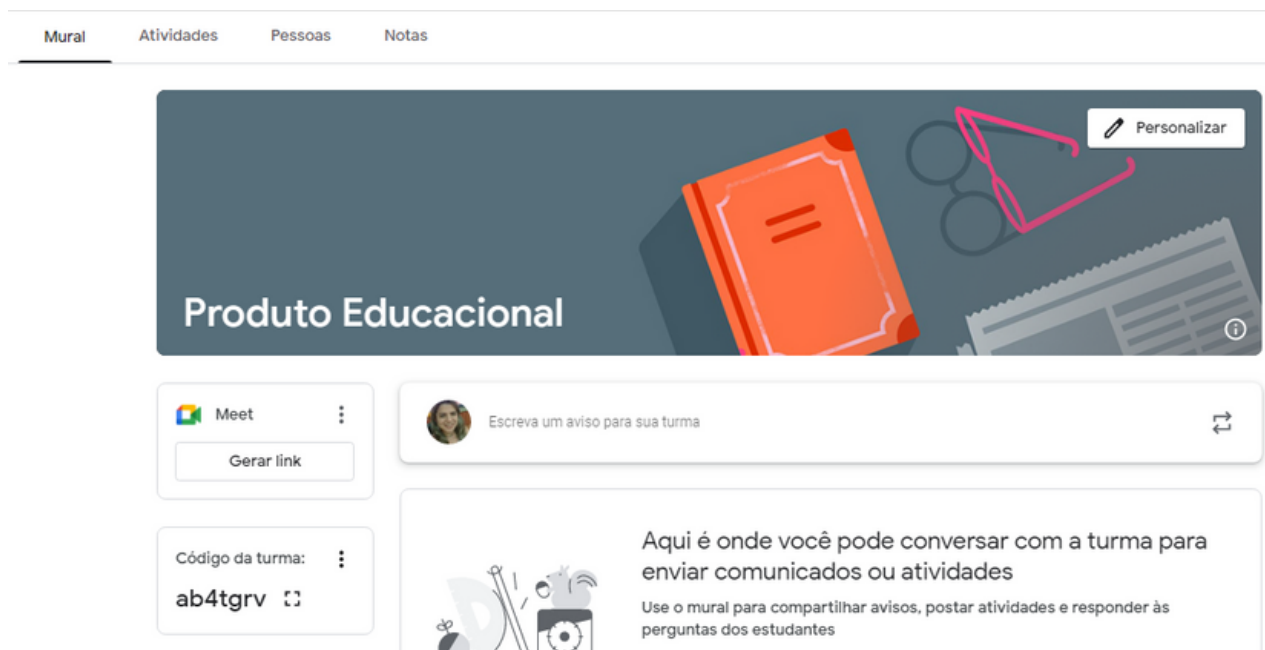 Mural Atividades Pessoas Notas
Personalizar
Produto Educacional
Meet
Gerar link
Escreva um aviso para sua turma
Código da turma:
ab4tgrv
Aqui é onde você pode conversar com a turma para
enviar comunicados ou atividades
Use o mural para compartilhar avisos, postar atividades e responder às
perguntas dos estudantes